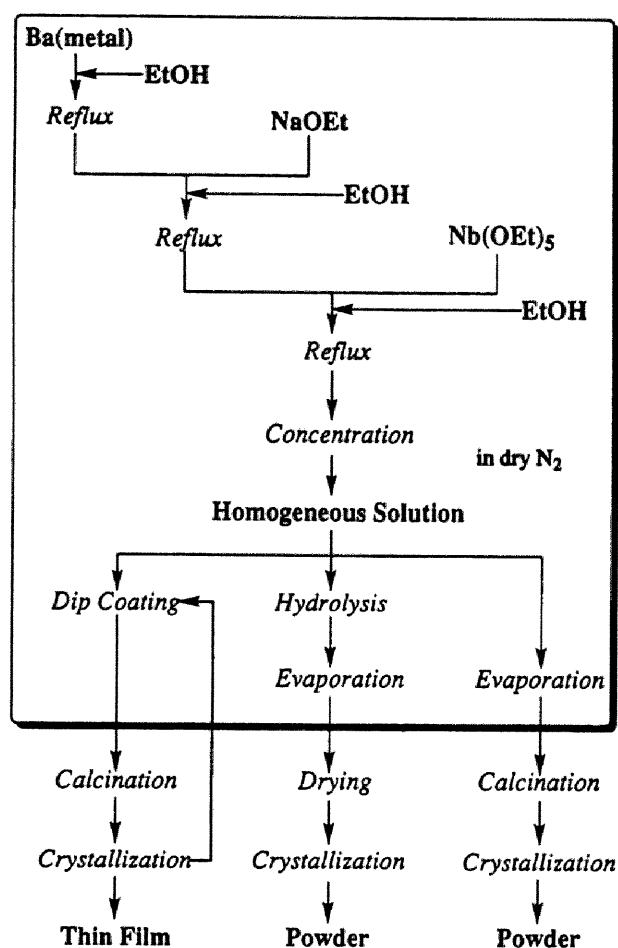 Ba(metal)
EtOH
Reflux
NaOEt
EtOH
Reflux
Nb(OEt)5
EtOH
Reflux
Concentration
in dry N2
Homogeneous Solution
Dip Coating
Hydrolysis
Evaporation
Evaporation
Calcination
Drying
Calcination
Crystallization
Crystallization
Crystallization
Thin Film
Powder
Powder